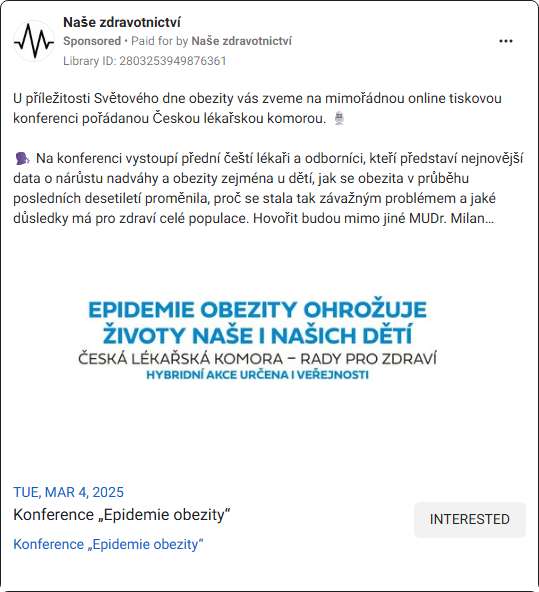 Naše zdravotnictví
Sponsored • Paid for by Naše zdravotnictví
Library ID: 2803253949876361
U příležitosti Světového dne obezity vás zveme na mimořádnou online tiskovou
konferenci pořádanou Českou lékařskou komorou. 🎙
🗣 Na konferenci vystoupí přední čeští lékaři a odborníci, kteří představí nejnovější
data o nárůstu nadváhy a obezity zejména u dětí, jak se obezita v průběhu
posledních desetiletí proměnila, proč se stala tak závažným problémem a jaké
důsledky má pro zdraví celé populace. Hovořit budou mimo jiné MUDr. Milan...
EPIDEMIE OBEZITY OHROŽUJE
ŽIVOTY NAŠE I NAŠICH DĚTÍ
ČESKÁ LÉKAŘSKÁ KOMORA – RADY PRO ZDRAVÍ
HYBRIDNÍ AKCE URČENA I VEŘEJNOSTI
TUE, MAR 4, 2025
Konference „Epidemie obezity“
INTERESTED
Konference „Epidemie obezity“